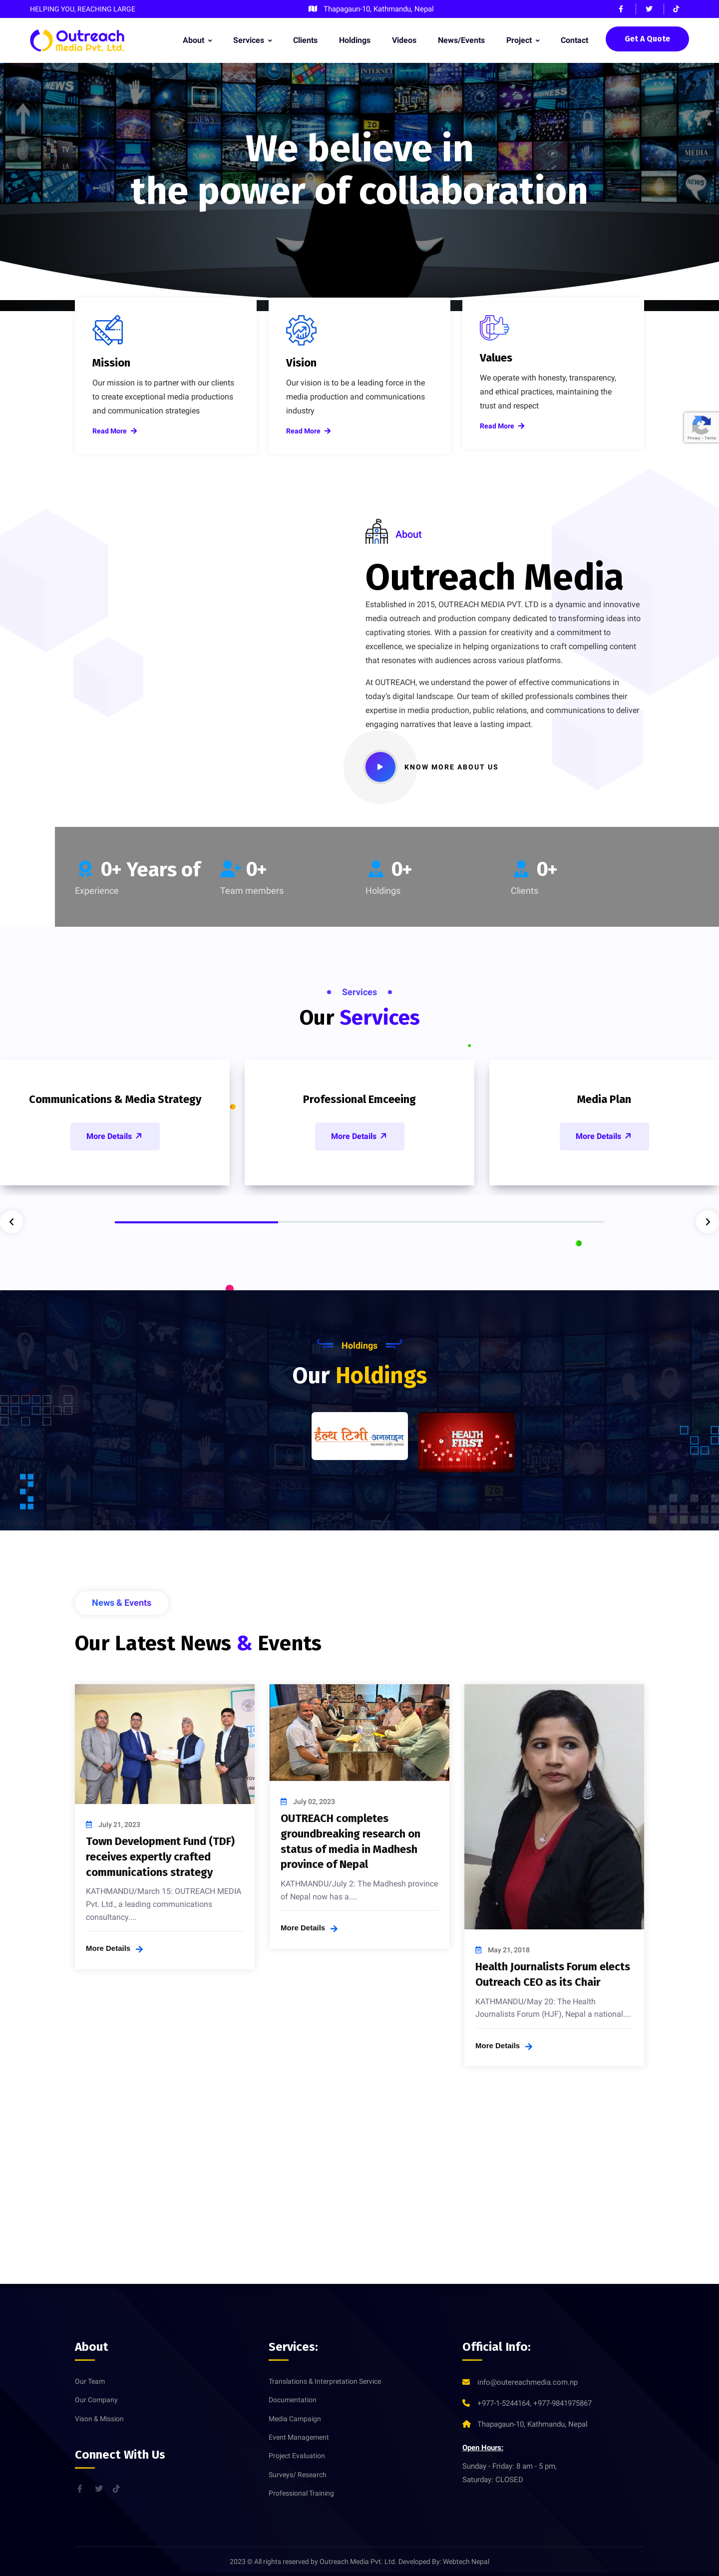 HELPING YOU, REACHING LARGE
Thapagaun-10, Kathmandu, Nepal
Outreach
Media Pvt. Ltd.
About
Services
Clients
Holdings
Videos
News/Events
Project
Contact
Get A Quote
We believe in
the power of collaboration
Mission
Our mission is to partner with our clients
to create exceptional media productions
and communication strategies
Read More
Vision
Our vision is to be a leading force in the
media production and communications
industry
Read More
Values
We operate with honesty, transparency,
and ethical practices, maintaining the
trust and respect
Read More
Privacy - Terms
About
Outreach Media
Established in 2015, OUTREACH MEDIA PVT. LTD is a dynamic and innovative
media outreach and production company dedicated to transforming ideas into
captivating stories. With a passion for creativity and a commitment to
excellence, we specialize in helping organizations to craft compelling content
that resonates with audiences across various platforms.
At OUTREACH, we understand the power of effective communications in
today's digital landscape. Our team of skilled professionals combines their
expertise in media production, public relations, and communications to deliver
engaging narratives that leave a lasting impact.
KNOW MORE ABOUT US
0+ Years of
Experience
0+
Team members
0+
Holdings
0+
Clients
Services
Our Services
Communications & Media Strategy
More Details
Professional Emceeing
More Details
Media Plan
More Details
Holdings
Our Holdings
हेल्थ टिभी अनलाइन
HEALTH
FIRST
News & Events
Our Latest News & Events
July 21, 2023
Town Development Fund (TDF)
receives expertly crafted
communications strategy
KATHMANDU/March 15: OUTREACH MEDIA
Pvt. Ltd., a leading communications
consultancy....
More Details
July 02, 2023
OUTREACH completes
groundbreaking research on
status of media in Madhesh
province of Nepal
KATHMANDU/July 2: The Madhesh province
of Nepal now has a....
More Details
May 21, 2018
Health Journalists Forum elects
Outreach CEO as its Chair
KATHMANDU/May 20: The Health
Journalists Forum (HJF), Nepal a national....
More Details
About
Our Team
Our Company
Vison & Mission
Connect With Us
Services:
Translations & Interpretation Service
Documentation
Media Campaign
Event Management
Project Evaluation
Surveys/ Research
Professional Training
Official Info:
info@outereachmedia.com.np
+977-1-5244164, +977-9841975867
Thapagaun-10, Kathmandu, Nepal
Open Hours:
Sunday - Friday: 8 am - 5 pm,
Saturday: CLOSED
2023 © All rights reserved by Outreach Media Pvt. Ltd. Developed By: Webtech Nepal